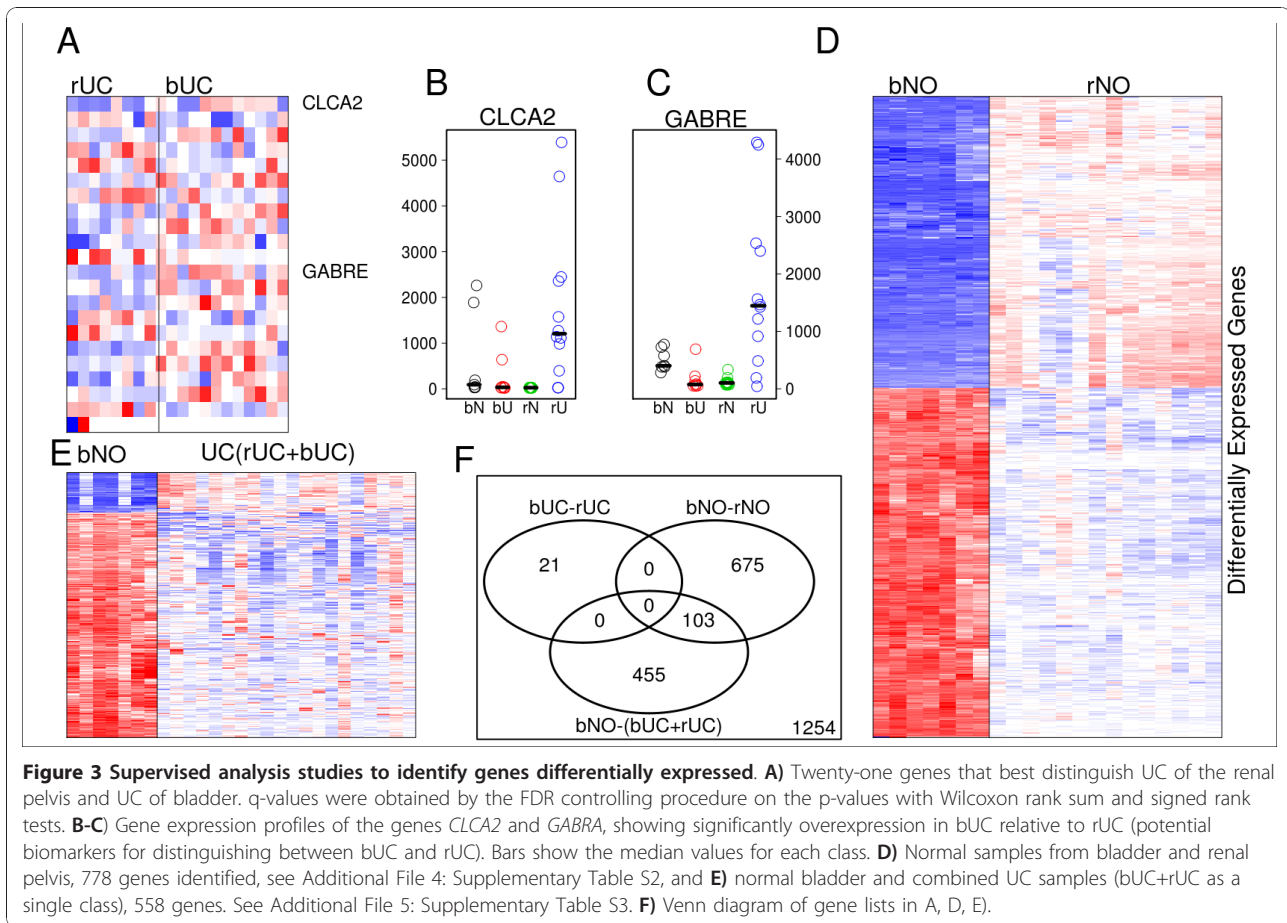 A
rUC
bUC
CLCA2
GABRE
B
CLCA2
5000
4000
3000
2000
1000
0
bN bU rN rU
C
GABRE
4000
3000
2000
1000
0
bN bU rN rU
D
bNO
rNO
Differentially Expressed Genes
E
bNO
UC(rUC+bUC)
F
bUC-rUC
bNO-rNO
21
0
675
0
0
103
455
bNO-(bUC+rUC)
1254
Figure 3 Supervised analysis studies to identify genes differentially expressed. A) Twenty-one genes that best distinguish UC of the renal
pelvis and UC of bladder. q-values were obtained by the FDR controlling procedure on the p-values with Wilcoxon rank sum and signed rank
tests. B-C) Gene expression profiles of the genes CLCA2 and GABRA, showing significantly overexpression in bUC relative to rUC (potential
biomarkers for distinguishing between bUC and rUC). Bars show the median values for each class. D) Normal samples from bladder and renal
pelvis, 778 genes identified, see Additional File 4: Supplementary Table S2, and E) normal bladder and combined UC samples (bUC+rUC as a
single class), 558 genes. See Additional File 5: Supplementary Table S3. F) Venn diagram of gene lists in A, D, E).